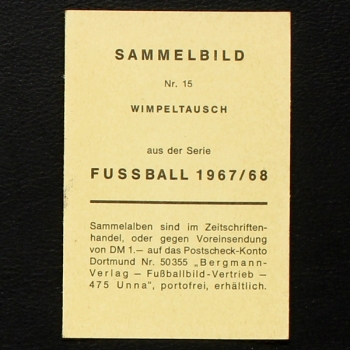 SAMMELBILD
Nr. 15
WIMPELTAUSCH
aus der Serie
FUSSBALL 1967/68
Sammelalben sind im Zeitschriften-
handel, oder gegen Voreinsendung
von DM 1.— auf das Postscheck-Konto
Dortmund Nr. 50355 „Bergmann-
Verlag — Fußballbild-Vertrieb —
475 Unna", portofrei, erhältlich.